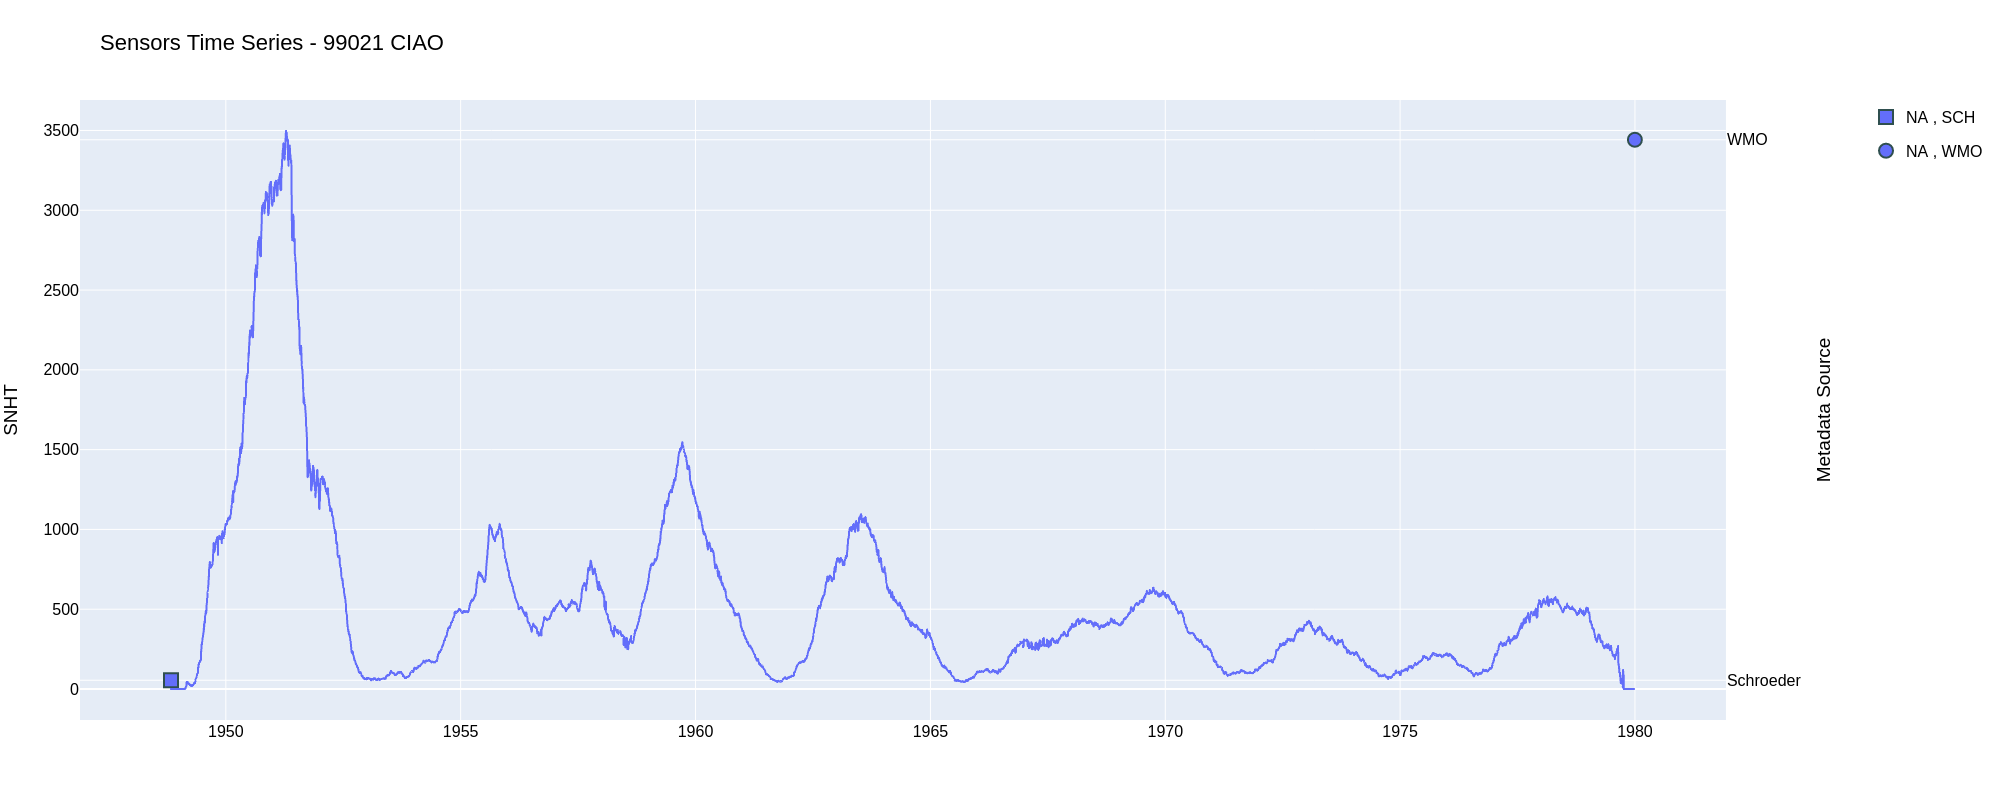 Sensors Time Series - 99021 CIAO
NA , SCH
NA , WMO
3500
3000
2500
2000
1500
1000
500
0
SNHT
WMO
Schroeder
Metadata Source
1950 1955 1960 1965 1970 1975 1980